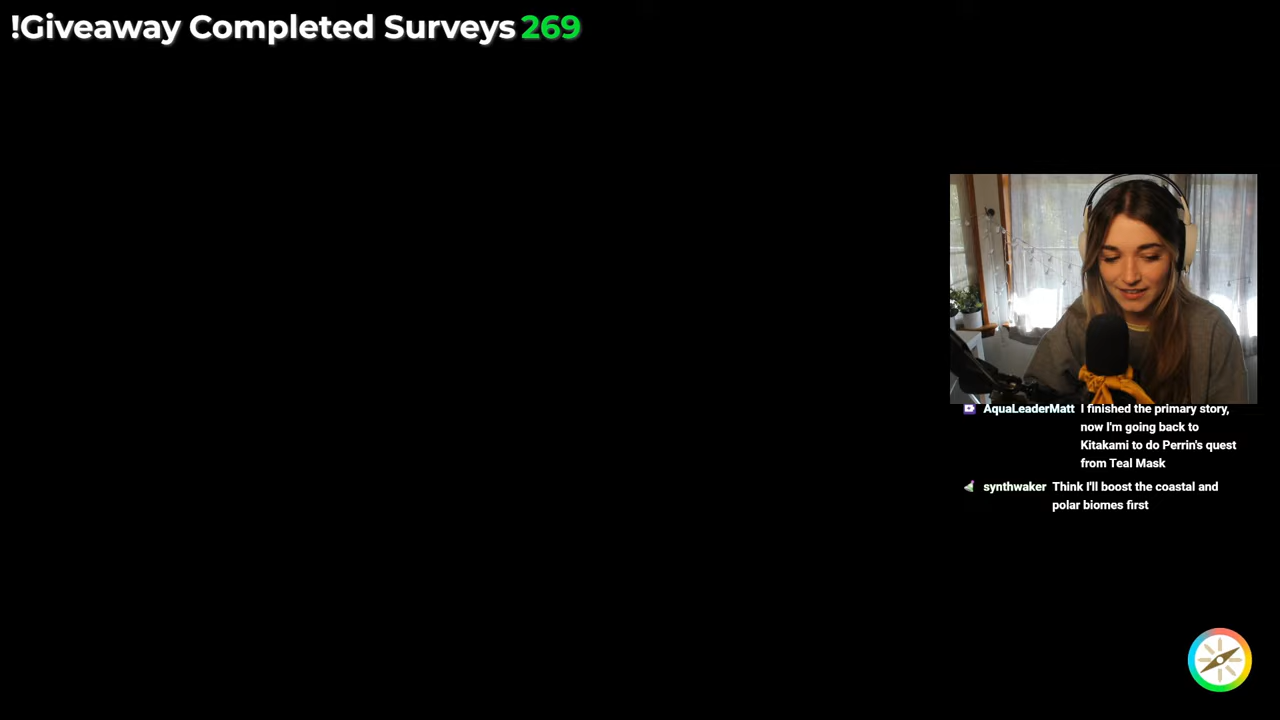 !Giveaway Completed Surveys 269
AquaLeaderMatt I finished the primary story,
now I'm going back to
Kitakami to do Perrin's quest
from Teal Mask
synthwaker Think I'll boost the coastal and
polar biomes first